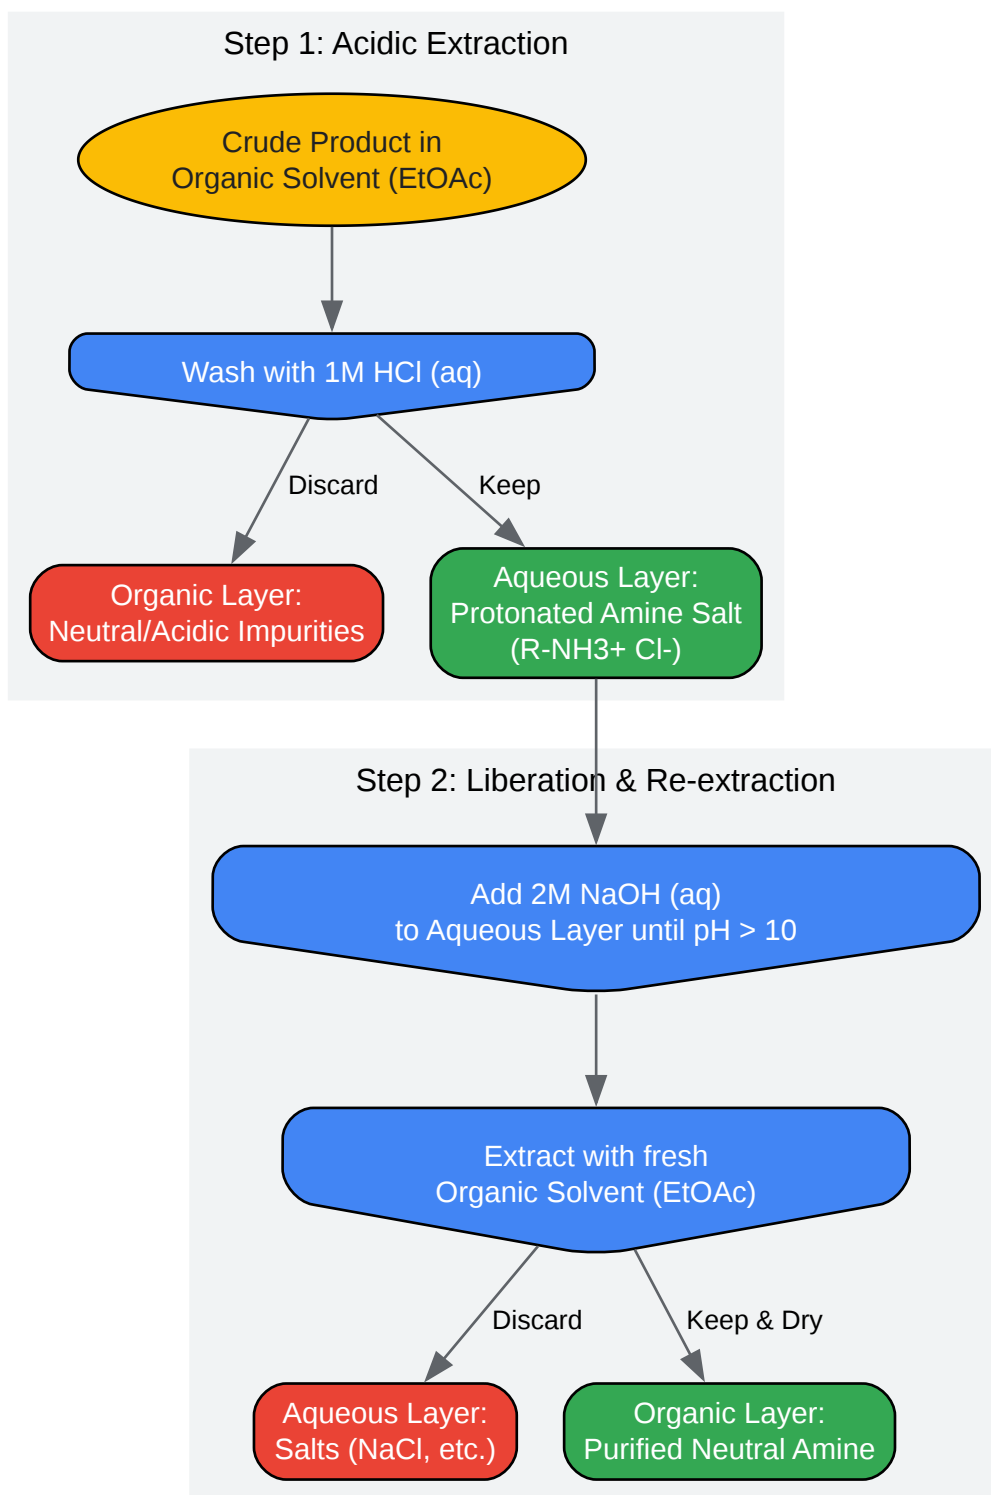 Step 1: Acidic Extraction
Crude Product in
Organic Solvent (EtOAc)
Wash with 1M HCl (aq)
Discard
Keep
Organic Layer:
Neutral/Acidic Impurities
Aqueous Layer:
Protonated Amine Salt
(R-NH3+ Cl-)
Step 2: Liberation & Re-extraction
Add 2M NaOH (aq)
to Aqueous Layer until pH > 10
Extract with fresh
Organic Solvent (EtOAc)
Discard
Keep & Dry
Aqueous Layer:
Salts (NaCl, etc.)
Organic Layer:
Purified Neutral Amine